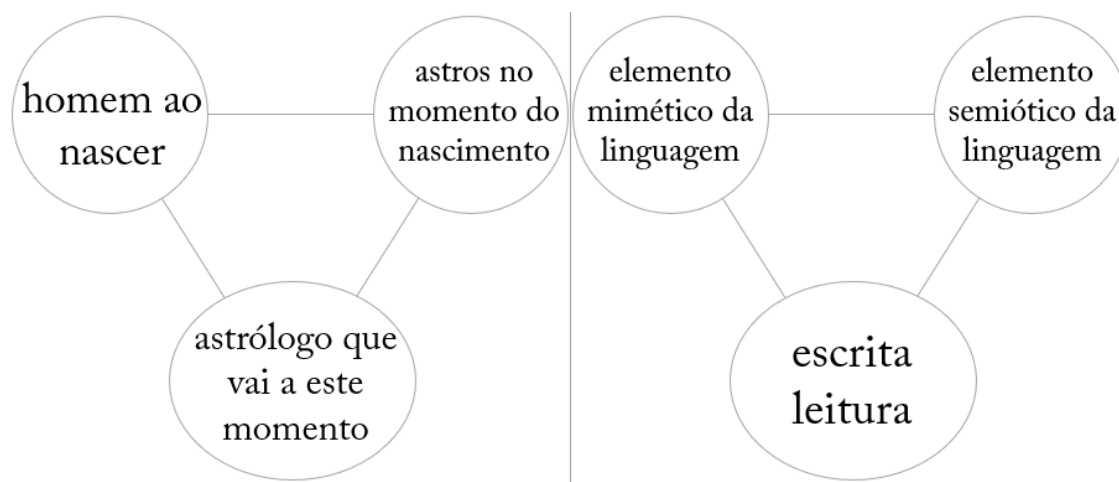 homem ao
nascer
astros no
momento do
nascimento
astrólogo que
vai a este
momento
elemento
mimético da
linguagem
elemento
semiótico da
linguagem
escrita
leitura